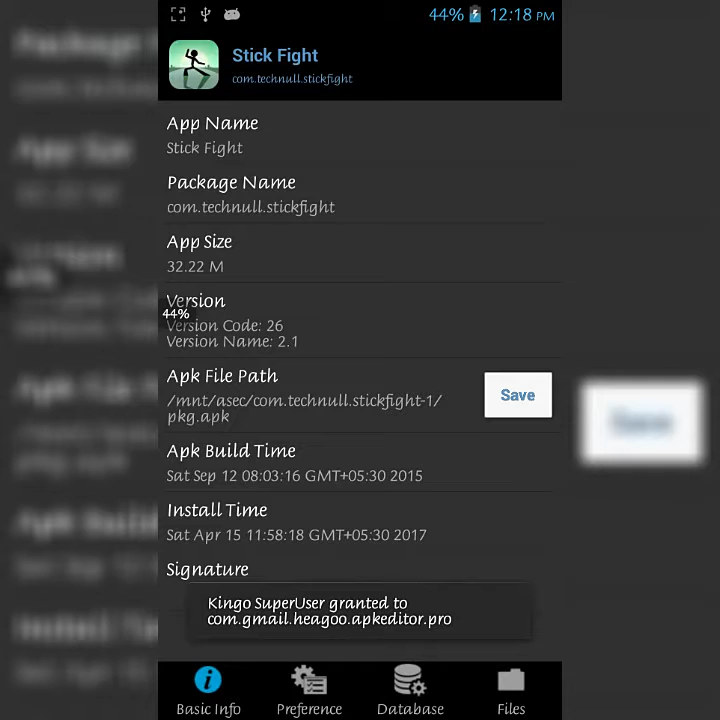 44% 12:18 PM
Stick Fight
com.technull.stickfight
App Name
Stick Fight
Package Name
com.technull.stickfight
App Size
32.22 M
Version
44%
Version Code: 26
Version Name: 2.1
Apk File Path
/mnt/asec/com.technull.stickfight-1/
pkg.apk
Save
Apk Build Time
Sat Sep 12 08:03:16 GMT+05:30 2015
Install Time
Sat Apr 15 11:58:18 GMT+05:30 2017
Signature
Kingo SuperUser granted to
com.gmail.heagoo.apkeditor.pro
Basic Info Preference Database Files